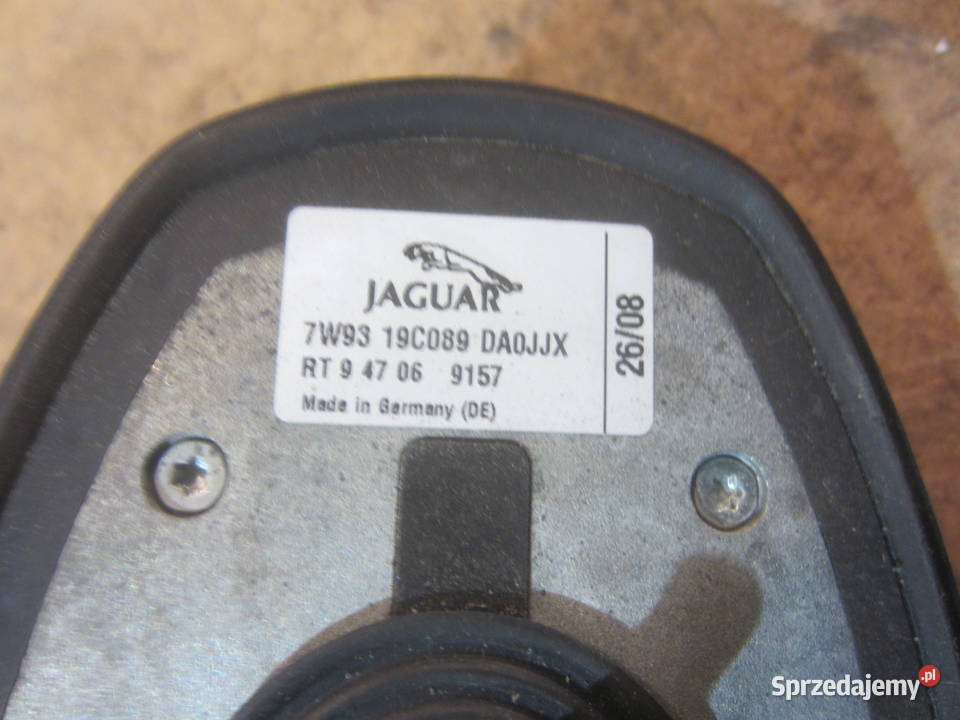 JAGUAR
7W93 19C089 DA0JJX
RT 9 47 06 9157
Made in Germany (DE)
26/08
Sprzedajemy.pl